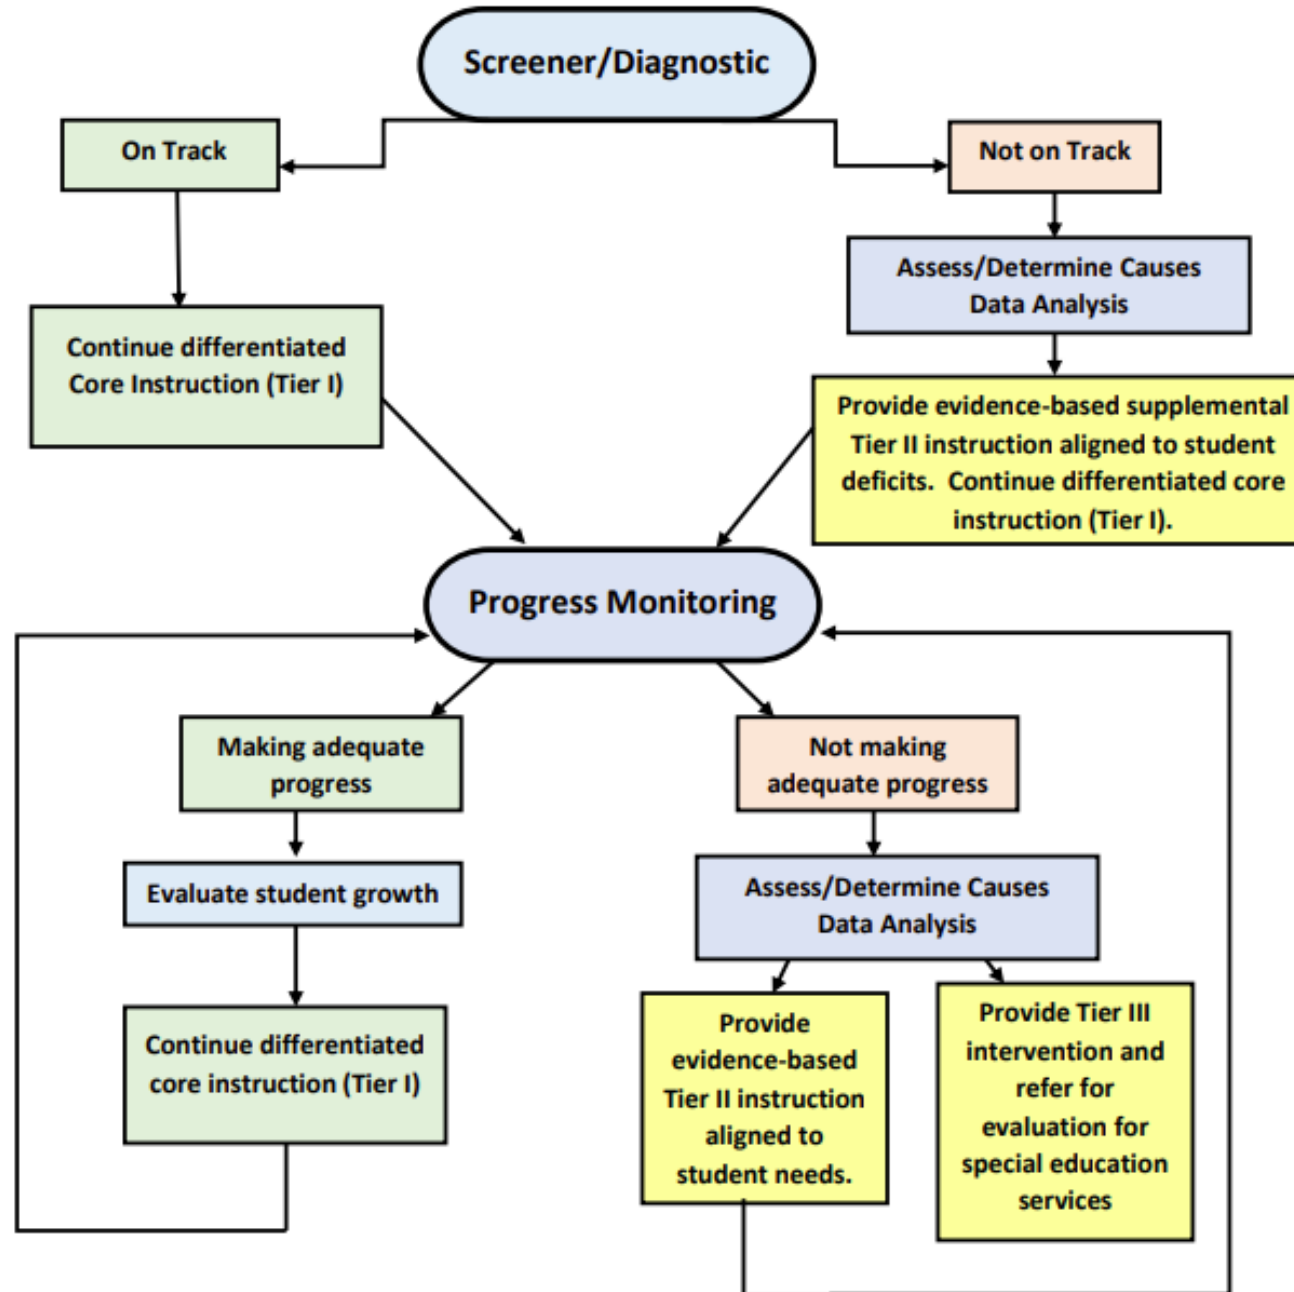 Screener/Diagnostic
On Track
Not on Track
Assess/Determine Causes
Data Analysis
Continue differentiated
Core Instruction (Tier I)
Provide evidence-based supplemental
Tier II instruction aligned to student
deficits.  Continue differentiated core
instruction (Tier I).
Progress Monitoring
Making adequate
progress
Not making
adequate progress
Evaluate student growth
Assess/Determine Causes
Data Analysis
Continue differentiated
core instruction (Tier I)
Provide
evidence-based
Tier II instruction
aligned to
student needs.
Provide Tier III
intervention and
refer for
evaluation for
special education
services